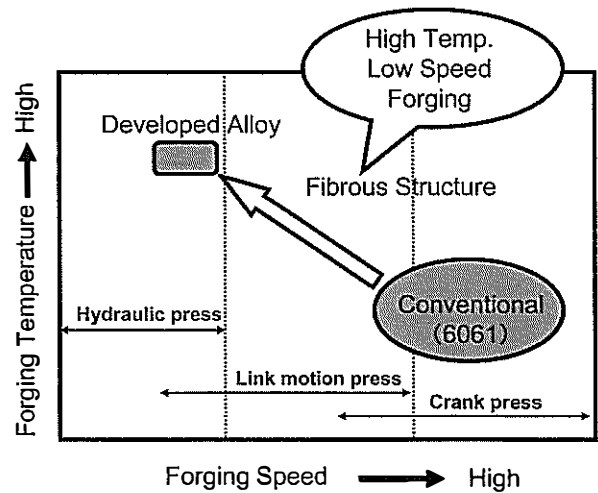 High Temp.
Low Speed
Forging
Developed Alloy
Fibrous Structure
Conventional
(6061)
Hydraulic press
Link motion press
Crank press
Forging Temperature
High
Forging Speed
High